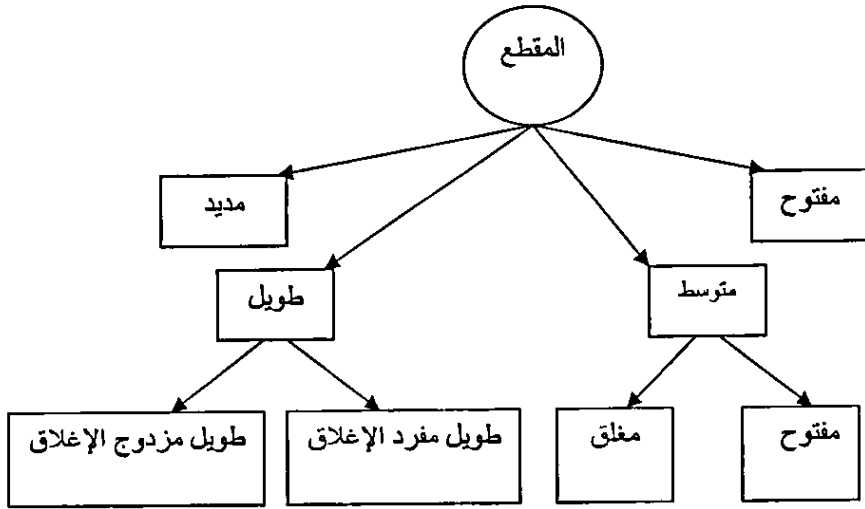 المقطع
مفتوح
مديد
متوسط
طويل
مفتوح
مغلق
طويل مفرد الإغلاق
طويل مزدوج الإغلاق